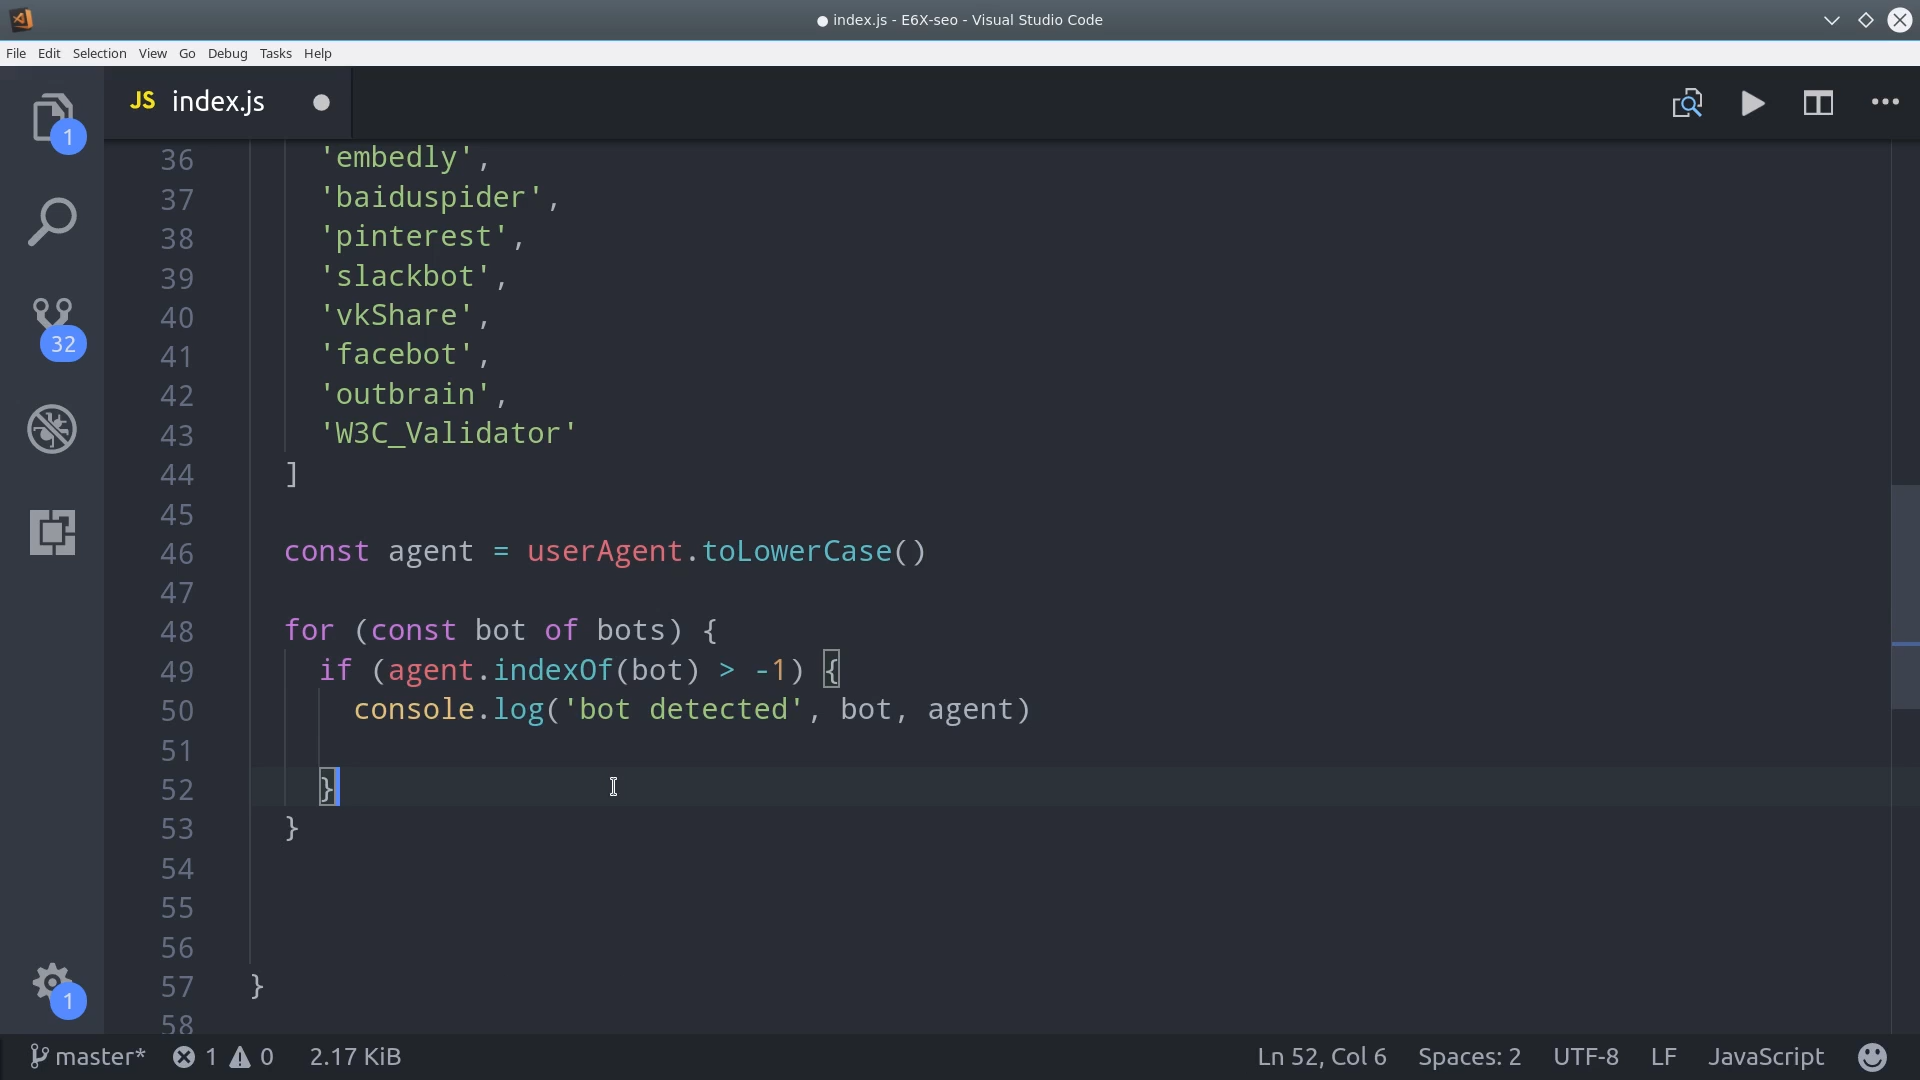 index.js - E6X-seo - Visual Studio Code
File Edit Selection View Go Debug Tasks Help
JS index.js
1
32
1
36 'embedly',
37 'baiduspider',
38 'pinterest',
39 'slackbot',
40 'vkShare',
41 'facebot',
42 'outbrain',
43 'W3C_Validator'
44 ]
45
46 const agent = userAgent.toLowerCase()
47
48 for (const bot of bots) {
49 if (agent.indexOf(bot) > -1) {
50 console.log('bot detected', bot, agent)
51
52 }
53 }
54
55
56
57 }
58
master* 1 0 2.17 KiB Ln 52, Col 6 Spaces: 2 UTF-8 LF JavaScript